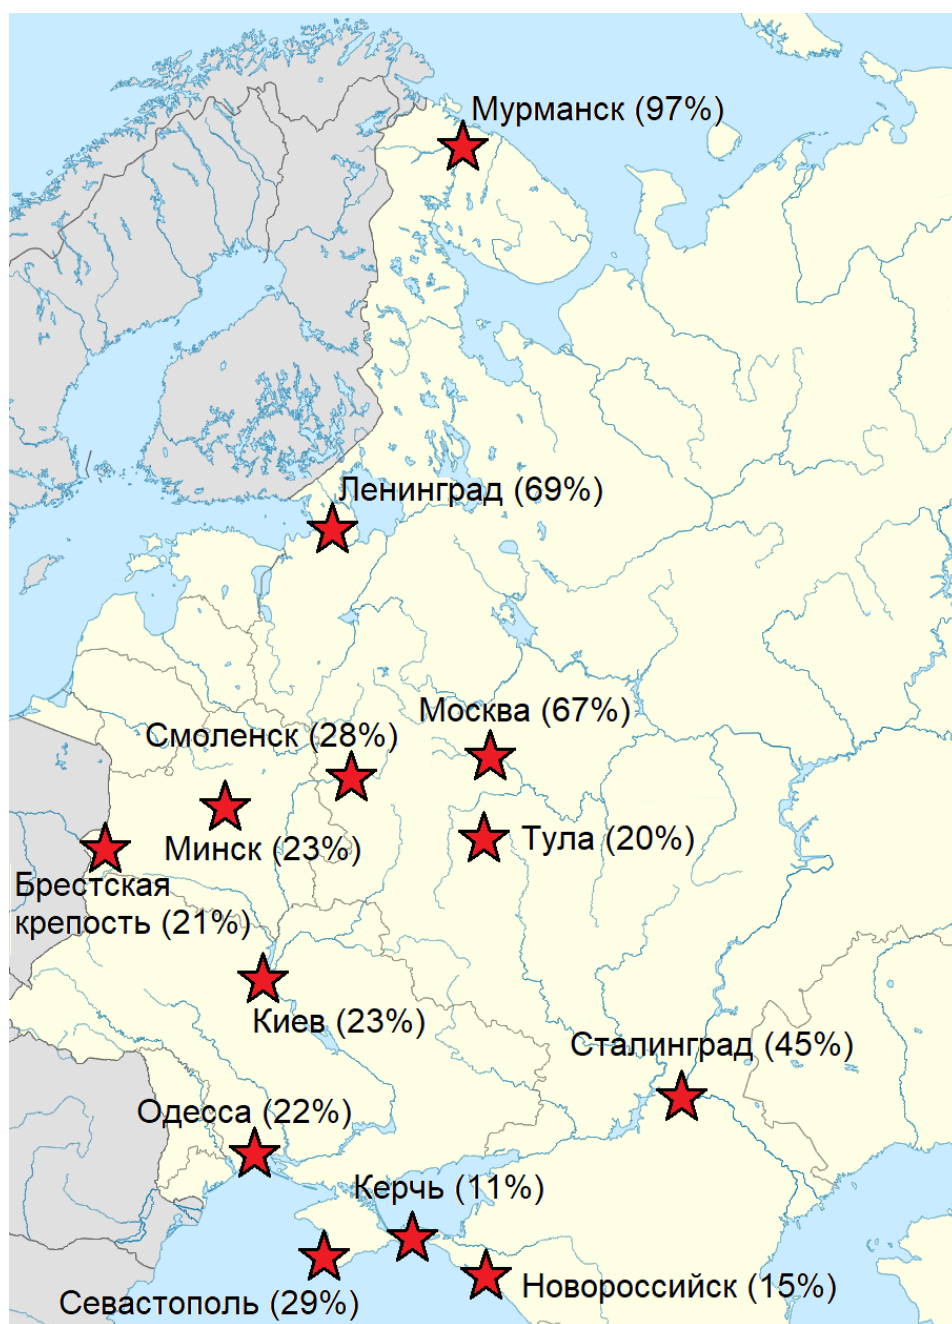 Мурманск (97%)
Ленинград (69%)
Москва (67%)
Смоленск (28%)
Тула (20%)
Минск (23%)
Брестская
крепость (21%)
Киев (23%)
Сталинград (45%)
Одесса (22%)
Керчь (11%)
Новороссийск (15%)
Севастополь (29%)